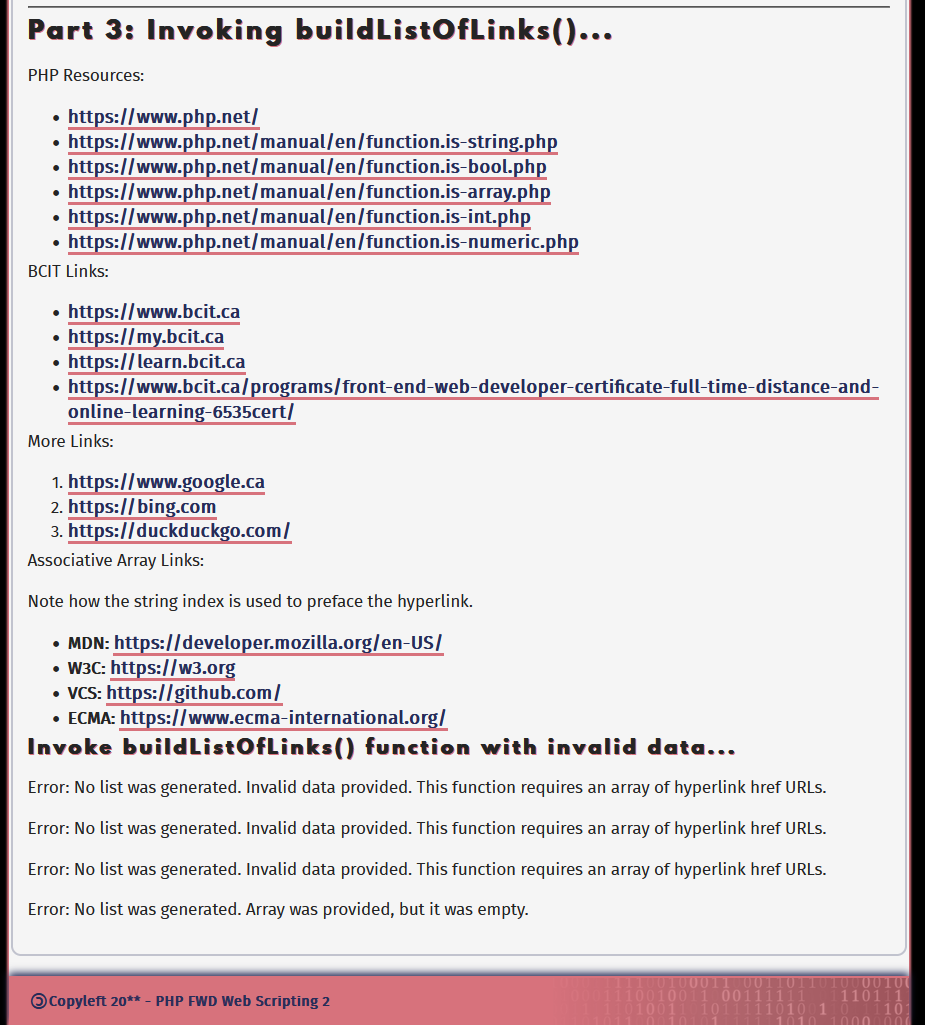 Part 3: Invoking buildListOfLinks()...
PHP Resources:
• https://www.php.net/
• https://www.php.net/manual/en/function.is-string.php
• https://www.php.net/manual/en/function.is-bool.php
• https://www.php.net/manual/en/function.is-array.php
• https://www.php.net/manual/en/function.is-int.php
• https://www.php.net/manual/en/function.is-numeric.php
BCIT Links:
• https://www.bcit.ca
• https://my.bcit.ca
• https://learn.bcit.ca
• https://www.bcit.ca/programs/front-end-web-developer-certificate-full-time-distance-and-
online-learning-6535cert/
More Links:
1. https://www.google.ca
2. https://bing.com
3. https://duckduckgo.com/
Associative Array Links:
Note how the string index is used to preface the hyperlink.
• MDN: https://developer.mozilla.org/en-US/
• W3C: https://w3.org
• VCS: https://github.com/
• ECMA: https://www.ecma-international.org/
Invoke buildListOfLinks() function with invalid data...
Error: No list was generated. Invalid data provided. This function requires an array of hyperlink href URLs.
Error: No list was generated. Invalid data provided. This function requires an array of hyperlink href URLs.
Error: No list was generated. Invalid data provided. This function requires an array of hyperlink href URLs.
Error: No list was generated. Array was provided, but it was empty.
🄯Copyleft 20** - PHP FWD Web Scripting 2